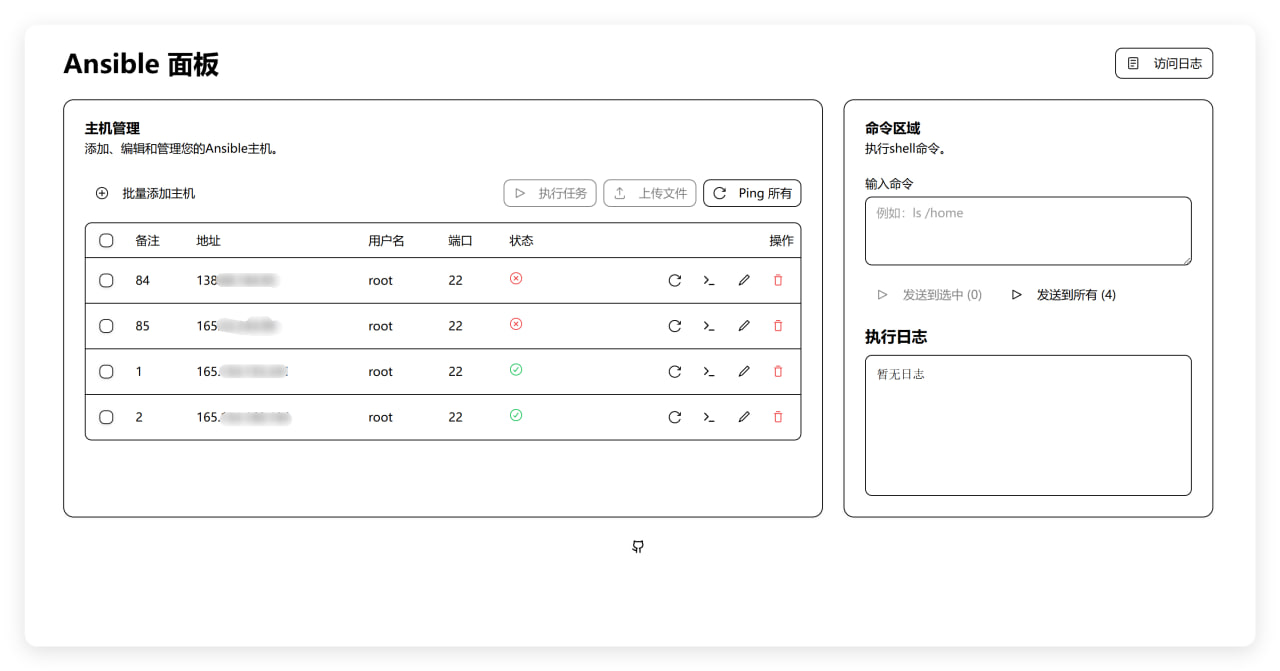 Ansible 面板
访问日志
主机管理
添加、编辑和管理您的Ansible主机。
批量添加主机
执行任务
上传文件
Ping 所有
备注 地址 用户名 端口 状态 操作
84 138 root 22
85 165 root 22
1 165. root 22
2 165. root 22
命令区域
执行shell命令。
输入命令
例如：ls /home
发送到选中 (0)
发送到所有 (4)
执行日志
暂无日志